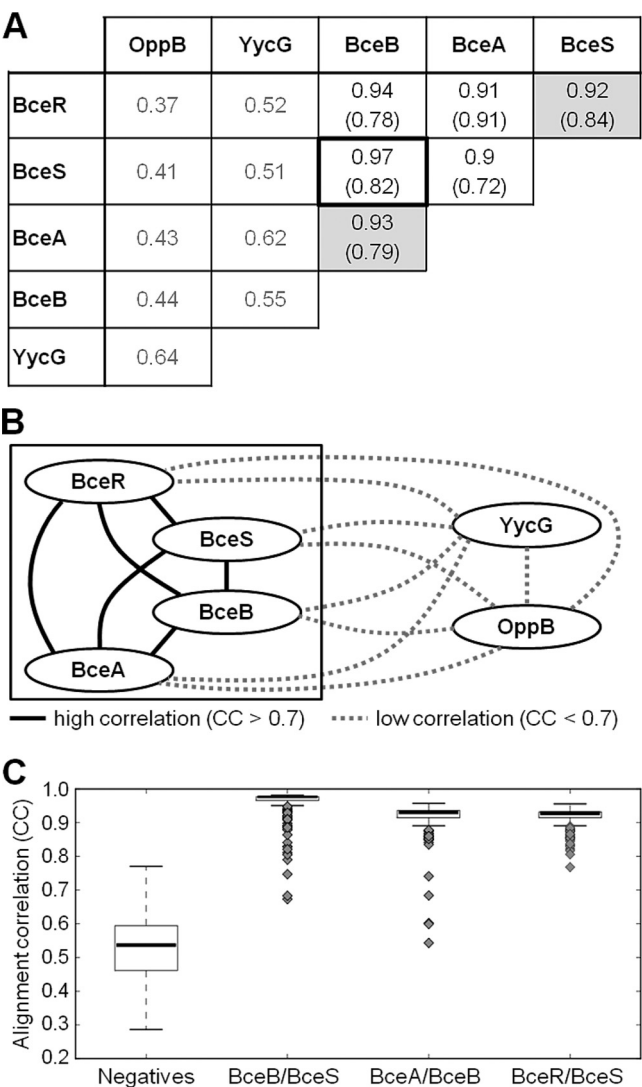 A
OppB YycG BceB BceA BceS
BceR 0.37 0.52 0.94 (0.78) 0.91 (0.91) 0.92 (0.84)
BceS 0.41 0.51 0.97 (0.82) 0.9 (0.72)
BceA 0.43 0.62 0.93 (0.79)
BceB 0.44 0.55
YycG 0.64
B
BceR
BceS
BceB
BceA
YycG
OppB
high correlation (CC > 0.7) low correlation (CC < 0.7)
C
Alignment correlation (CC)
1.0
0.9
0.8
0.7
0.6
0.5
0.4
0.3
0.2
Negatives BceB/BceS BceA/BceB BceR/BceS